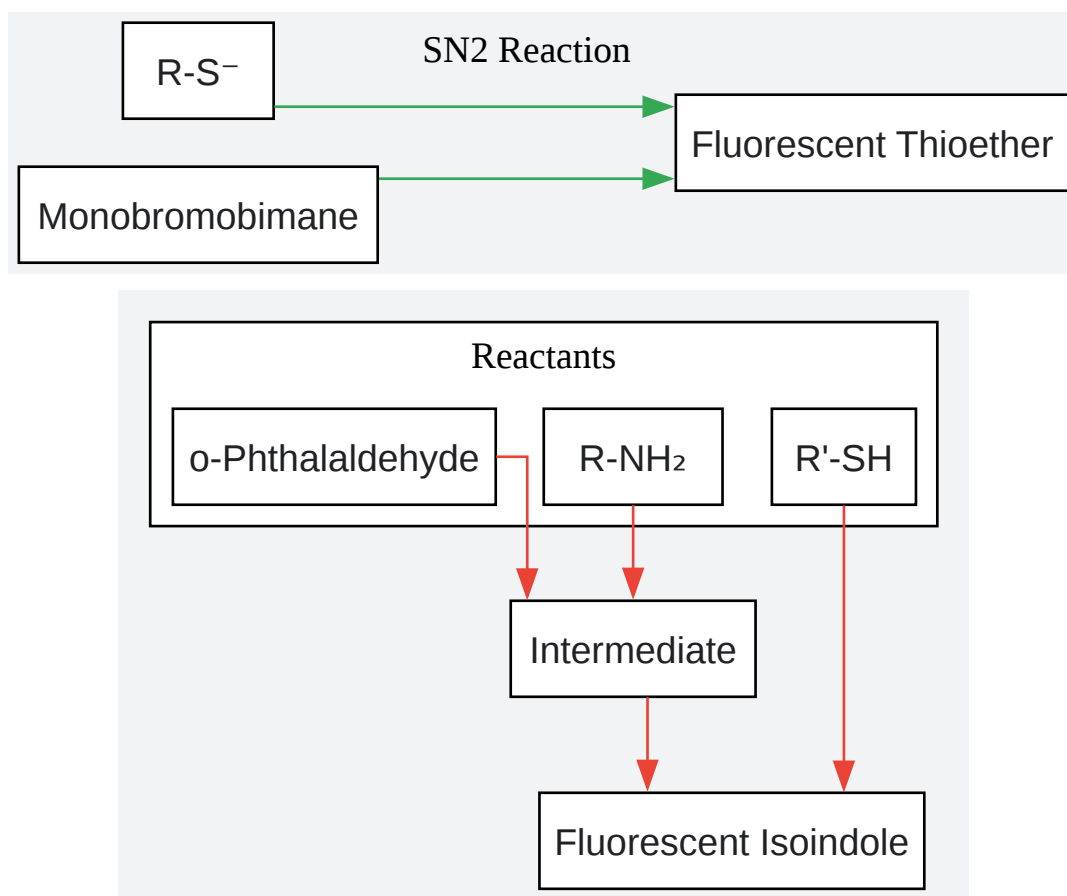 SN2 Reaction
R-S⁻
Fluorescent Thioether
Monobromobimane
Reactants
o-Phthalaldehyde
R-NH₂
R'-SH
Intermediate
Fluorescent Isoindole